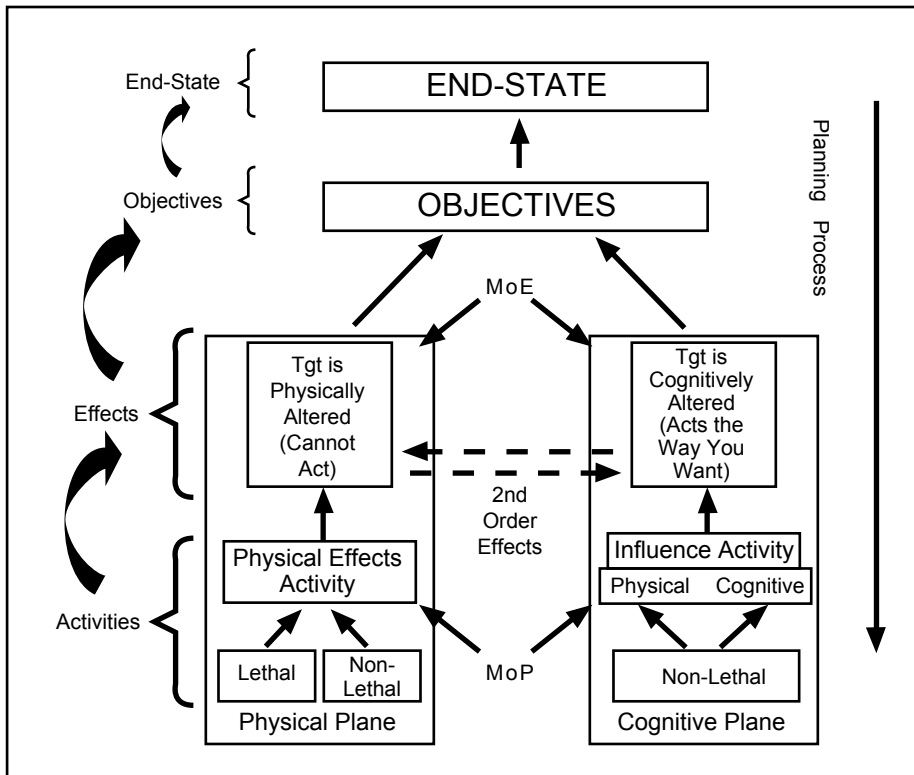 End-State
END-STATE
Planning Process
Objectives
OBJECTIVES
MoE
Effects
Tgt is
Physically
Altered
(Cannot
Act)
Tgt is
Cognitively
Altered
(Acts the
Way You
Want)
2nd
Order
Effects
Activities
Physical Effects
Activity
Influence Activity
Physical Cognitive
Lethal
Non-
Lethal
MoP
Non-Lethal
Physical Plane
Cognitive Plane